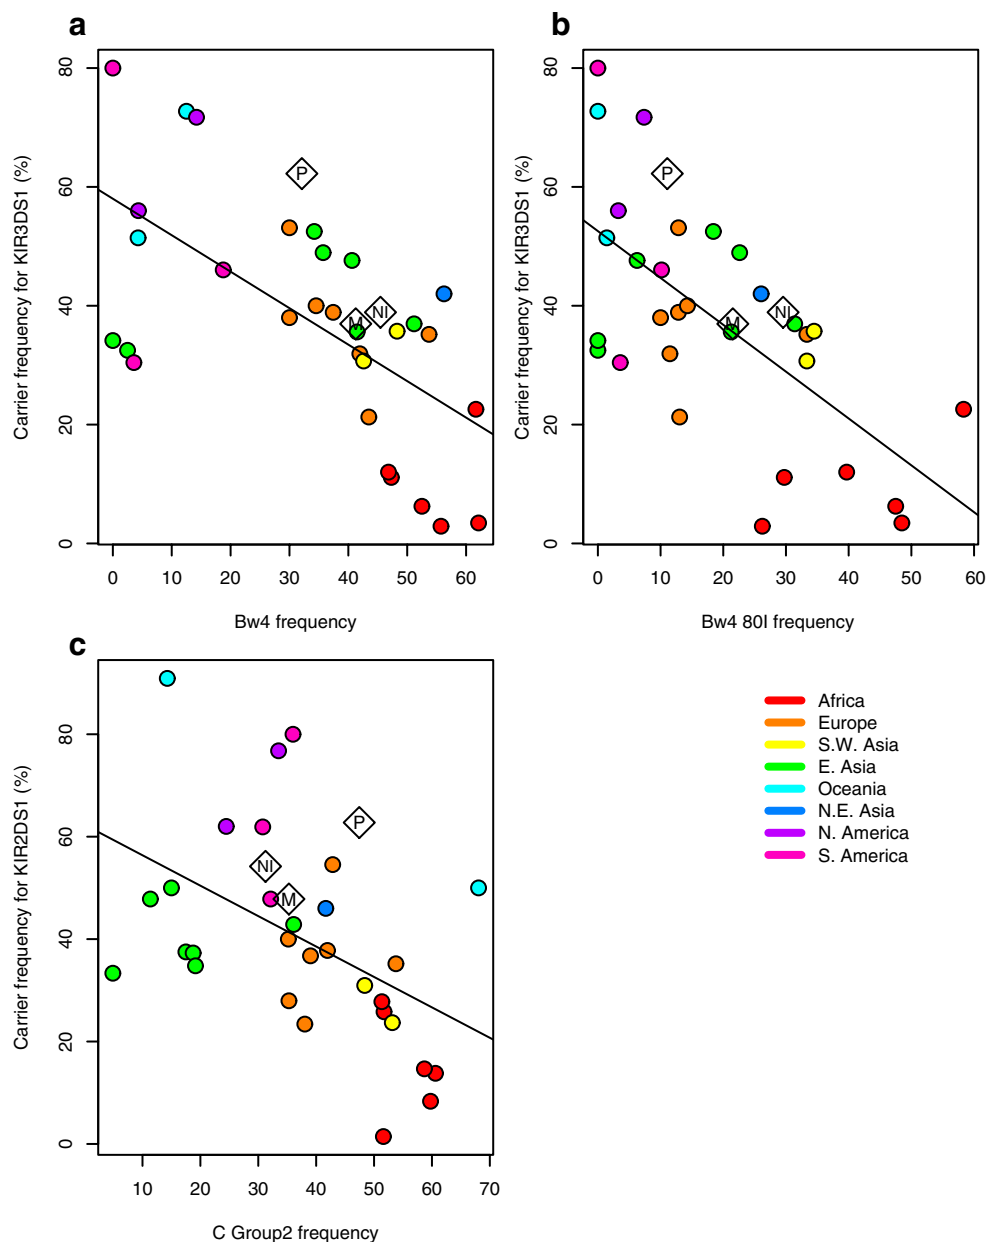 a
80
60
40
20
0
Carrier frequency for KIR3DS1 (%)
P
M
NI
0 10 20 30 40 50 60
Bw4 frequency
b
80
60
40
20
0
Carrier frequency for KIR3DS1 (%)
P
M
NI
0 10 20 30 40 50 60
Bw4 80I frequency
c
80
60
40
20
0
Carrier frequency for KIR2DS1 (%)
P
NI
M
10 20 30 40 50 60 70
C Group2 frequency
Africa
Europe
S.W. Asia
E. Asia
Oceania
N.E. Asia
N. America
S. America